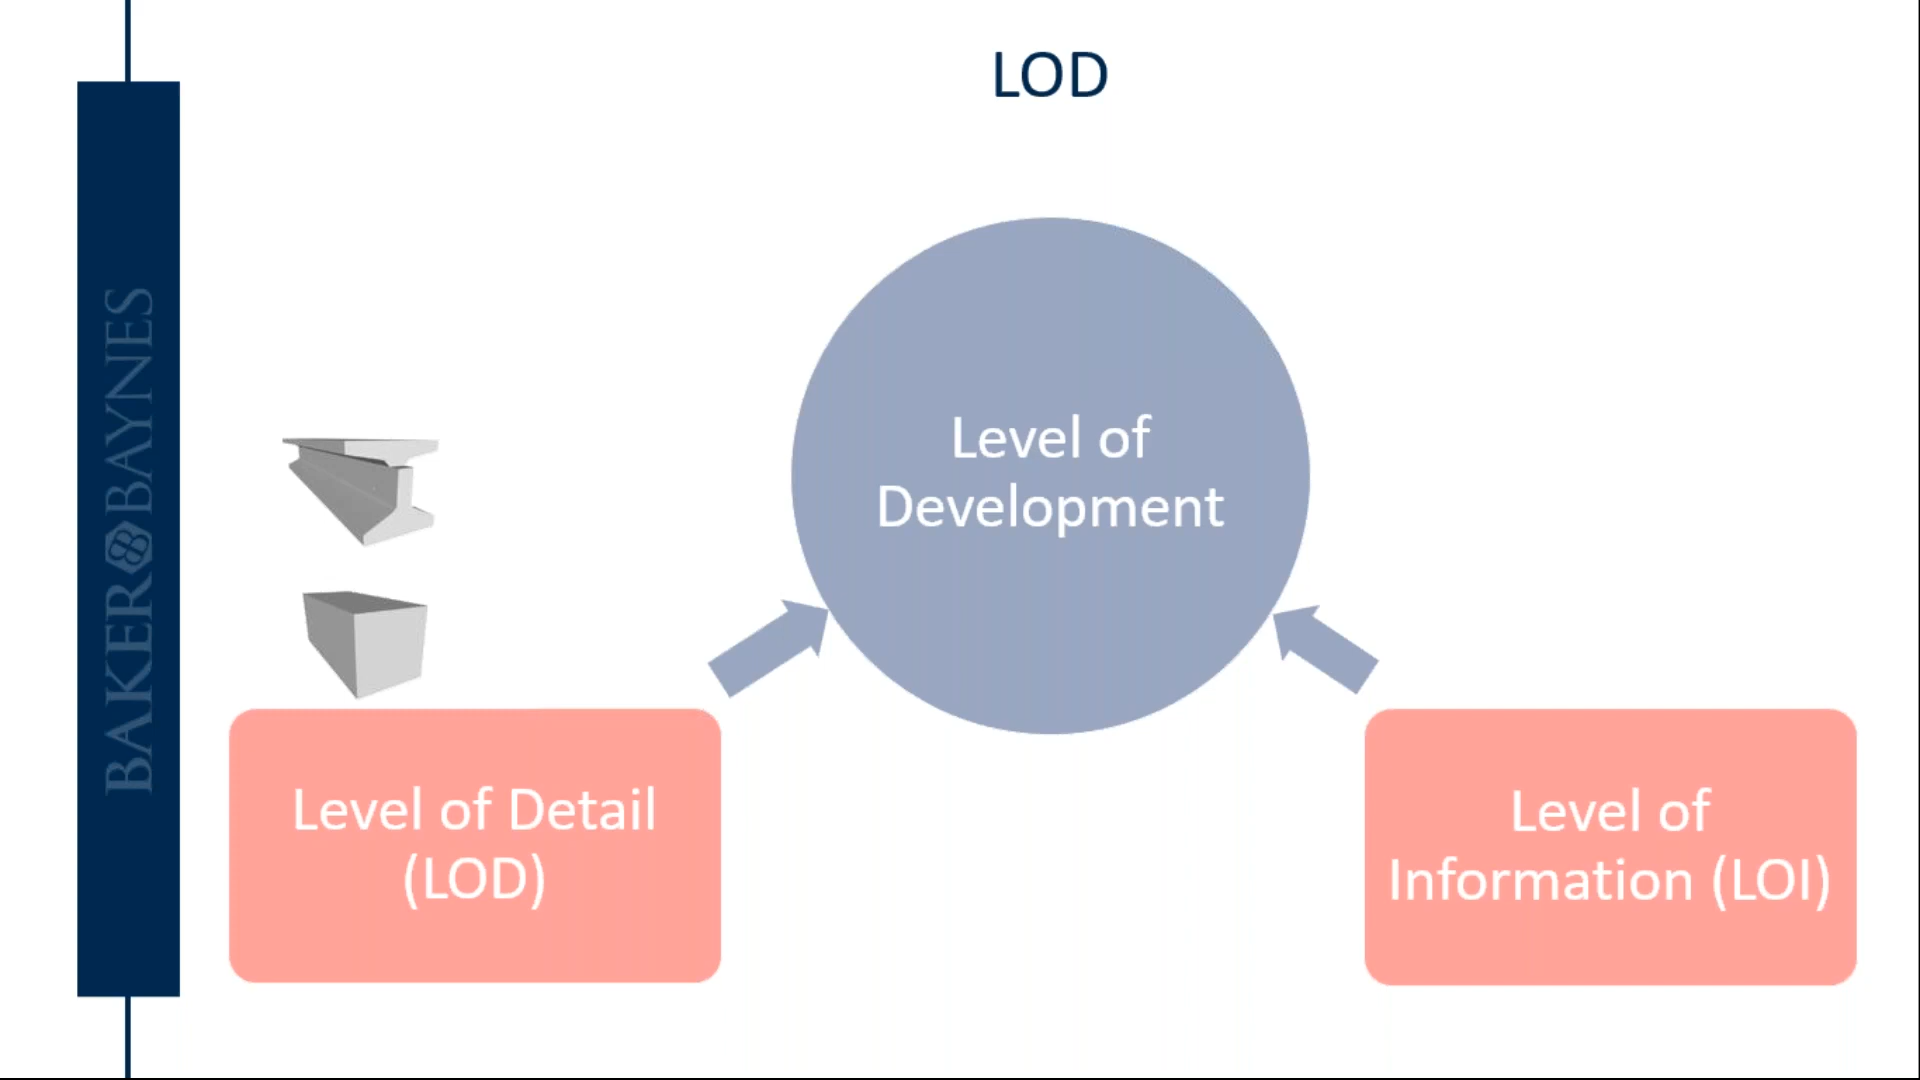 LOD
BAKER BAYNES
Level of
Development
Level of Detail
(LOD)
Level of
Information (LOI)